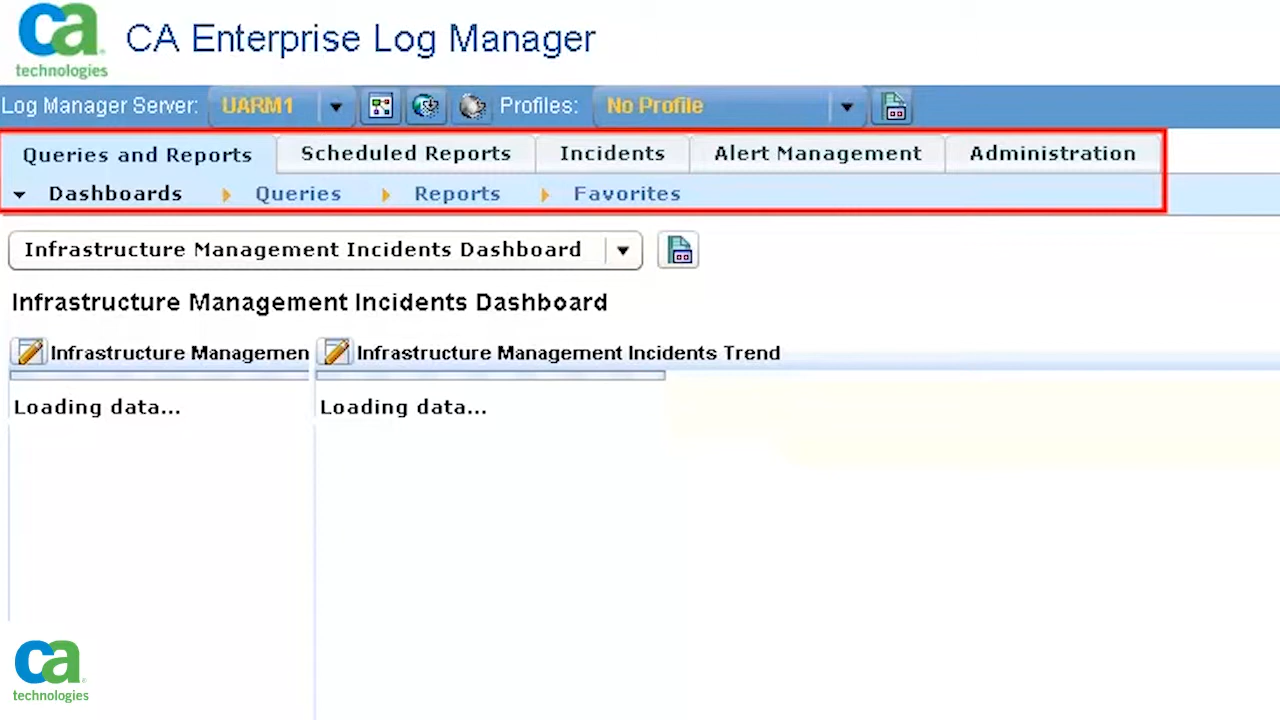 ca
technologies
CA Enterprise Log Manager
Log Manager Server: UARM1 Profiles: No Profile
Queries and Reports Scheduled Reports Incidents Alert Management Administration
Dashboards Queries Reports Favorites
Infrastructure Management Incidents Dashboard
Infrastructure Management Incidents Dashboard
Infrastructure Managemen Infrastructure Management Incidents Trend
Loading data... Loading data...
ca
technologies